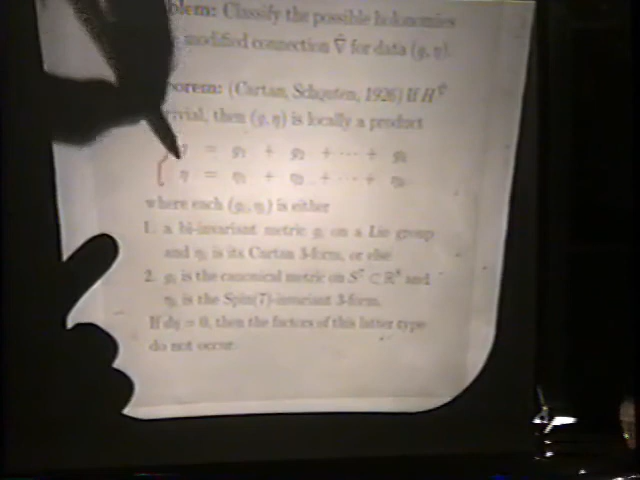 blem: Classify the possible holonomies
modified connection ∇̃ for data (g, η).
orem: (Cartan, Schouten, 1926) If H^∇̃
rivial, then (g, η) is locally a product
g = g₁ + g₂ + ··· + gₖ
η = η₁ + η₂ + ··· + ηₖ
where each (gᵢ, ηᵢ) is either
1. a bi-invariant metric gᵢ on a Lie group
and ηᵢ is its Cartan 3-form, or else
2. gᵢ is the canonical metric on S⁷ ⊂ ℝ⁸ and
ηᵢ is the Spin(7)-invariant 3-form.
If dη = 0, then the factors of this latter type
do not occur.